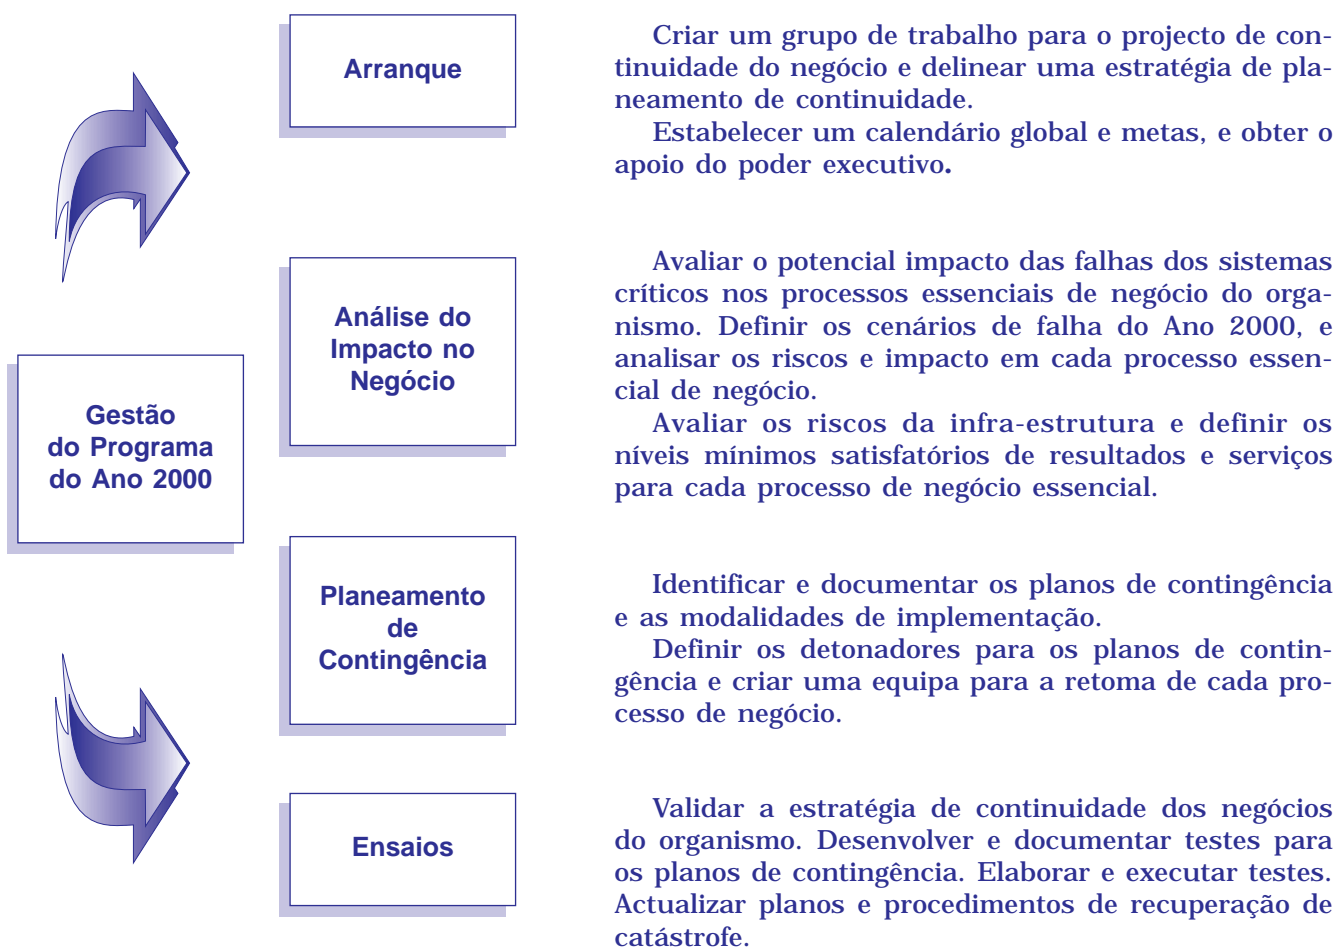 Arranque
Criar um grupo de trabalho para o projecto de con-
tinuidade do negócio e delinear uma estratégia de pla-
neamento de continuidade.
Estabelecer um calendário global e metas, e obter o
apoio do poder executivo.
Análise do
Impacto no
Negócio
Avaliar o potencial impacto das falhas dos sistemas
críticos nos processos essenciais de negócio do orga-
nismo. Definir os cenários de falha do Ano 2000, e
analisar os riscos e impacto em cada processo essen-
cial de negócio.
Avaliar os riscos da infra-estrutura e definir os
níveis mínimos satisfatórios de resultados e serviços
para cada processo de negócio essencial.
Gestão
do Programa
do Ano 2000
Planeamento
de
Contingência
Identificar e documentar os planos de contingência
e as modalidades de implementação.
Definir os detonadores para os planos de contin-
gência e criar uma equipa para a retoma de cada pro-
cesso de negócio.
Ensaios
Validar a estratégia de continuidade dos negócios
do organismo. Desenvolver e documentar testes para
os planos de contingência. Elaborar e executar testes.
Actualizar planos e procedimentos de recuperação de
catástrofe.